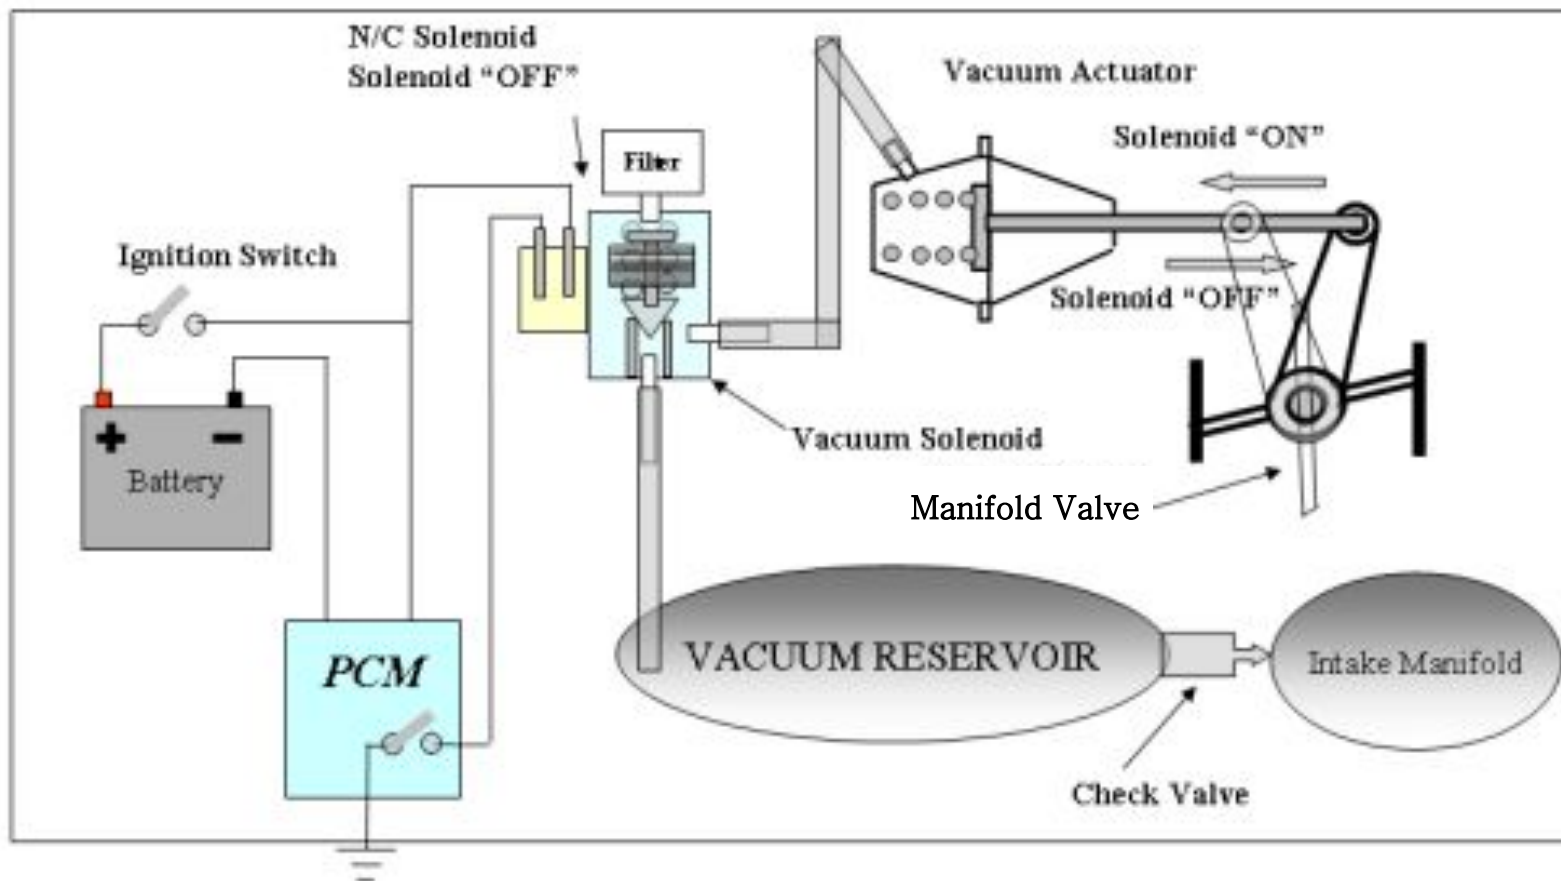 N/C Solenoid
Solenoid “OFF”
Vacuum Actuator
Solenoid “ON”
Filter
Ignition Switch
Solenoid “OFF”
+ −
Battery
Vacuum Solenoid
Manifold Valve
PCM
VACUUM RESERVOIR
Intake Manifold
Check Valve